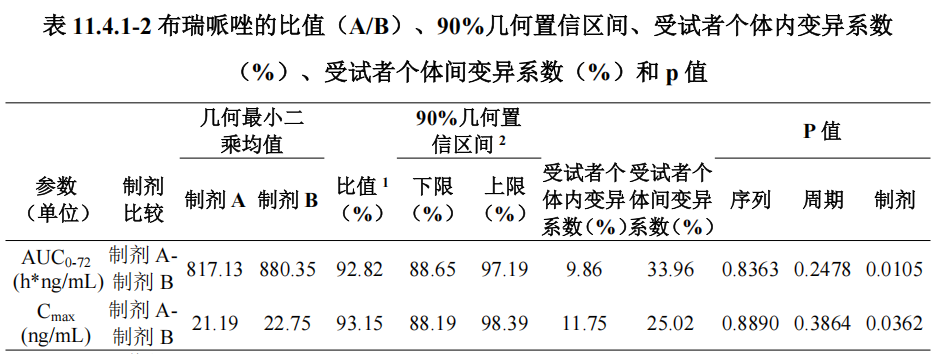 表 11.4.1-2 布瑞哌唑的比值（A/B）、90%几何置信区间、受试者个体内变异系数
（%）、受试者个体间变异系数（%）和 p 值
几何最小二乘均值 90%几何置信区间 2 P 值
参数（单位） 制剂比较 制剂 A 制剂 B 比值 1（%） 下限（%） 上限（%） 受试者个体内变异系数（%） 受试者个体间变异系数（%） 序列 周期 制剂
AUC0-72 (h*ng/mL) 制剂 A-制剂 B 817.13 880.35 92.82 88.65 97.19 9.86 33.96 0.8363 0.2478 0.0105
Cmax (ng/mL) 制剂 A-制剂 B 21.19 22.75 93.15 88.19 98.39 11.75 25.02 0.8890 0.3864 0.0362